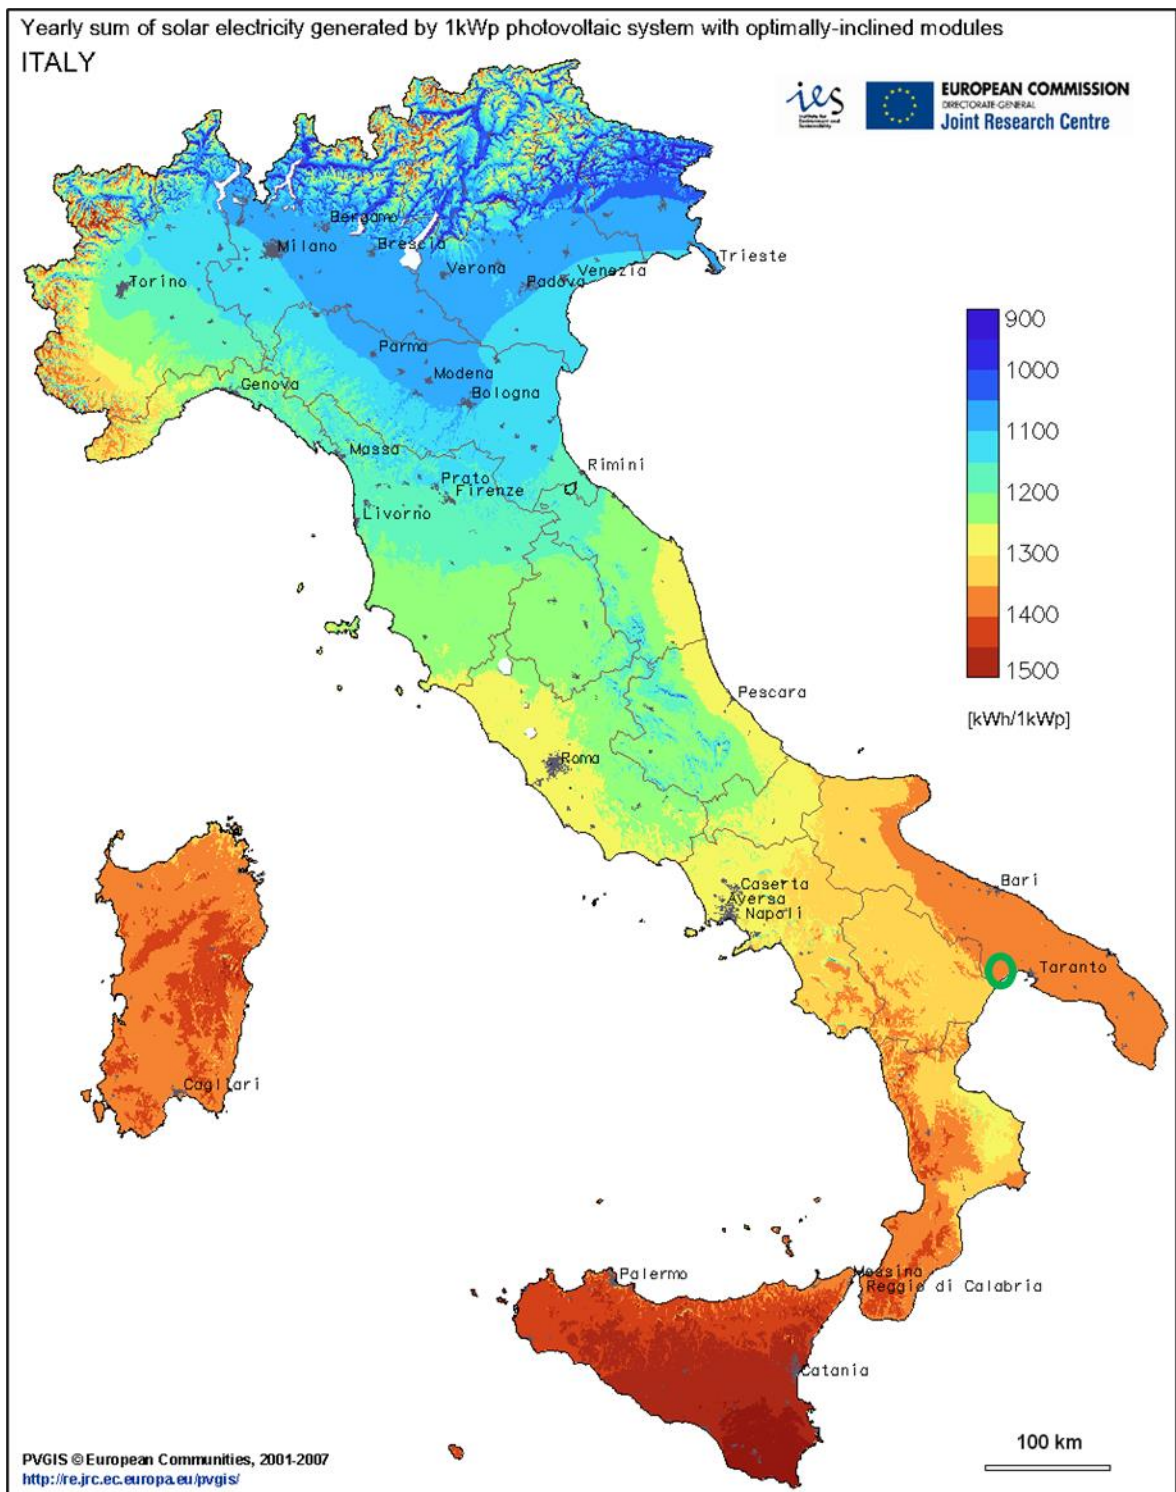 Yearly sum of solar electricity generated by 1kWp photovoltaic system with optimally-inclined modules
ITALY
ies
EUROPEAN COMMISSION
DIRECTORATE-GENERAL
Joint Research Centre
Bergamo
Milano
Brescia
Trieste
Verona
Venezia
Padova
Torino
900
1000
1100
1200
1300
1400
1500
[kWh/1kWp]
Parma
Modena
Genova
Bologna
Massa
Rimini
Prato
Firenze
Livorno
Pescara
Roma
Caserta
Aversa
Napoli
Bari
Taranto
Cagliari
Messina
Palermo
Reggio di Calabria
Catania
100 km
PVGIS © European Communities, 2001-2007
http://re.jrc.ec.europa.eu/pvgis/